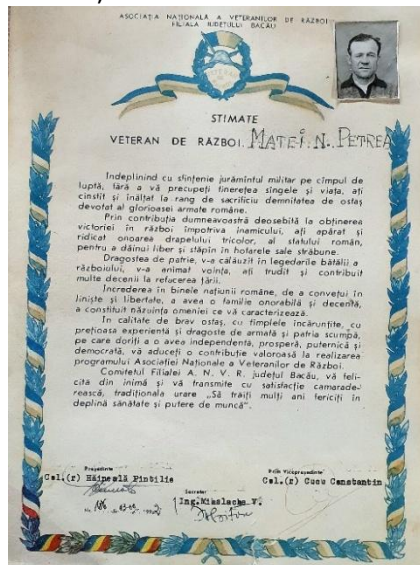 ASOCIAȚIA NAȚIONALĂ A VETERANILOR DE RĂZBOI
FILIALA JUDEȚULUI BACĂU
STIMATE
VETERAN DE RĂZBOI, MATEI. N. PETREA
Indeplinind cu sfințenie jurămîntul militar pe cîmpul de
luptă, fără a vă precupeți tinerețea sîngele și viața, ați
cinstit și înălțat la rang de sacrificiu demnitatea de ostaș
devotat al glorioasei armate române.
Prin contribuția dumneavoastră deosebită la obținerea
victoriei în război împotriva inamicului, ați apărat și
ridicat onoarea drapelului tricolor, al statului român,
pentru a dăinui liber și stăpîn în hotarele sale străbune.
Dragostea de patrie, v-a călăuzit în legedarile bătălii a
războiului, v-a animat voința, ați trudit și contribuit
multe decenii la refacerea țării.
Increderea în binele națiunii române, de a conviețui în
liniște și libertate, a avea o familie onorabilă și decentă,
a constituit năzuința omeniei ce vă caracterizează.
In calitate de brav ostaș, cu tîmplele încărunțite, cu
prețioasa experiență și dragoste de armată și patria scumpă,
pe care doriți a o avea independentă, prosperă, puternică și
democrată, vă aduceți o contribuție valoroasă la realizarea
programului Asociației Naționale a Veteranilor de Război.
Comitetul Filialei A. N. V. R. județul Bacău, vă feli-
cita din inimă și vă transmite cu satisfacție camarade-
rească, tradiționala urare „Să trăiți mulți ani fericiți în
deplină sănătate și putere de muncă”.
Președinte
Col.(r) Hăineală Pintilie
Prim Vicepreședinte
Col.(r) Cucu Constantin
Secretar
Ing. Mihalache V.